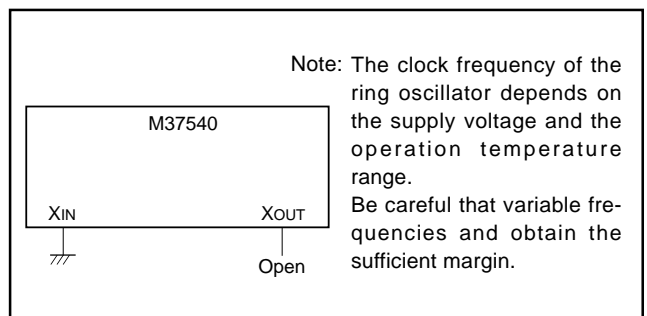 Note: The clock frequency of the
ring oscillator depends on
the supply voltage and the
operation temperature
range.
Be careful that variable fre-
quencies and obtain the
sufficient margin.
M37540
XIN
XOUT
Open